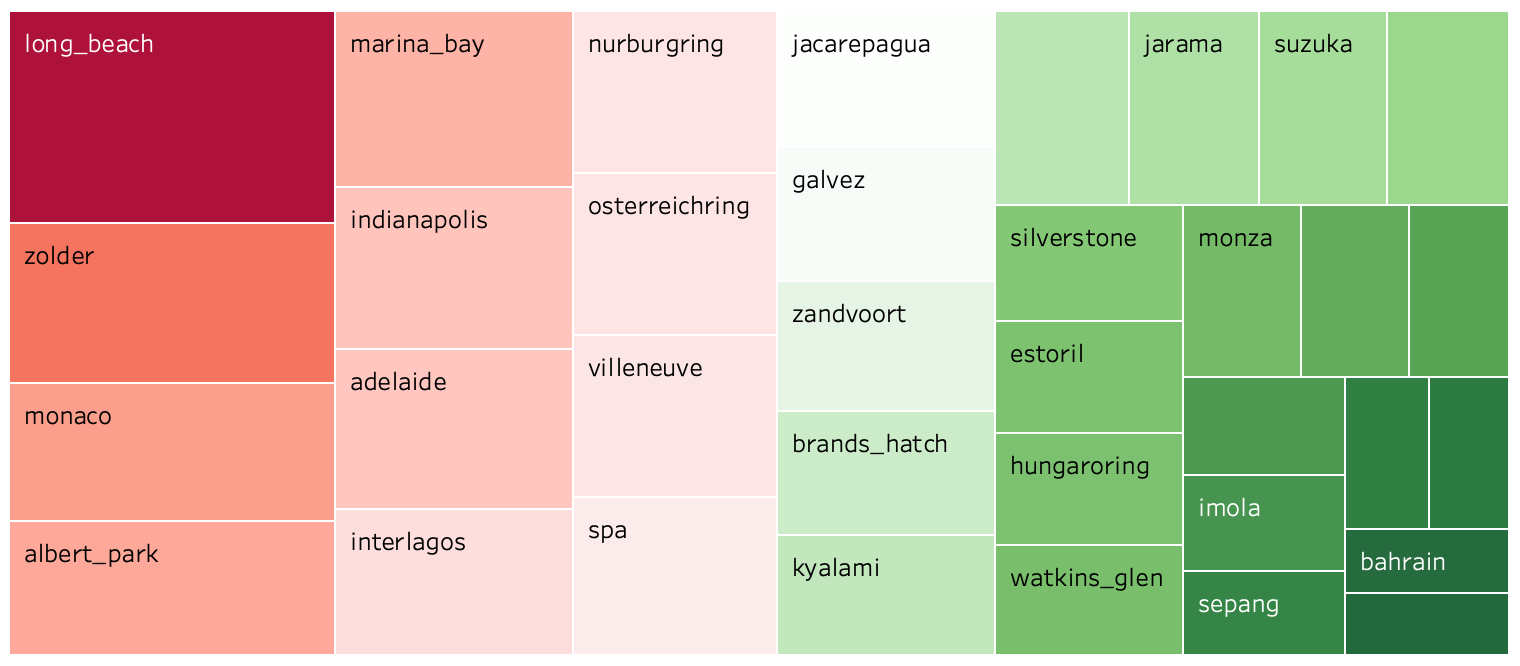 long_beach
zolder
monaco
albert_park
marina_bay
indianapolis
adelaide
interlagos
nurburgring
osterreichring
villeneuve
spa
jacarepagua
galvez
zandvoort
brands_hatch
kyalami
jarama
suzuka
silverstone
estoril
hungaroring
watkins_glen
monza
imola
sepang
bahrain